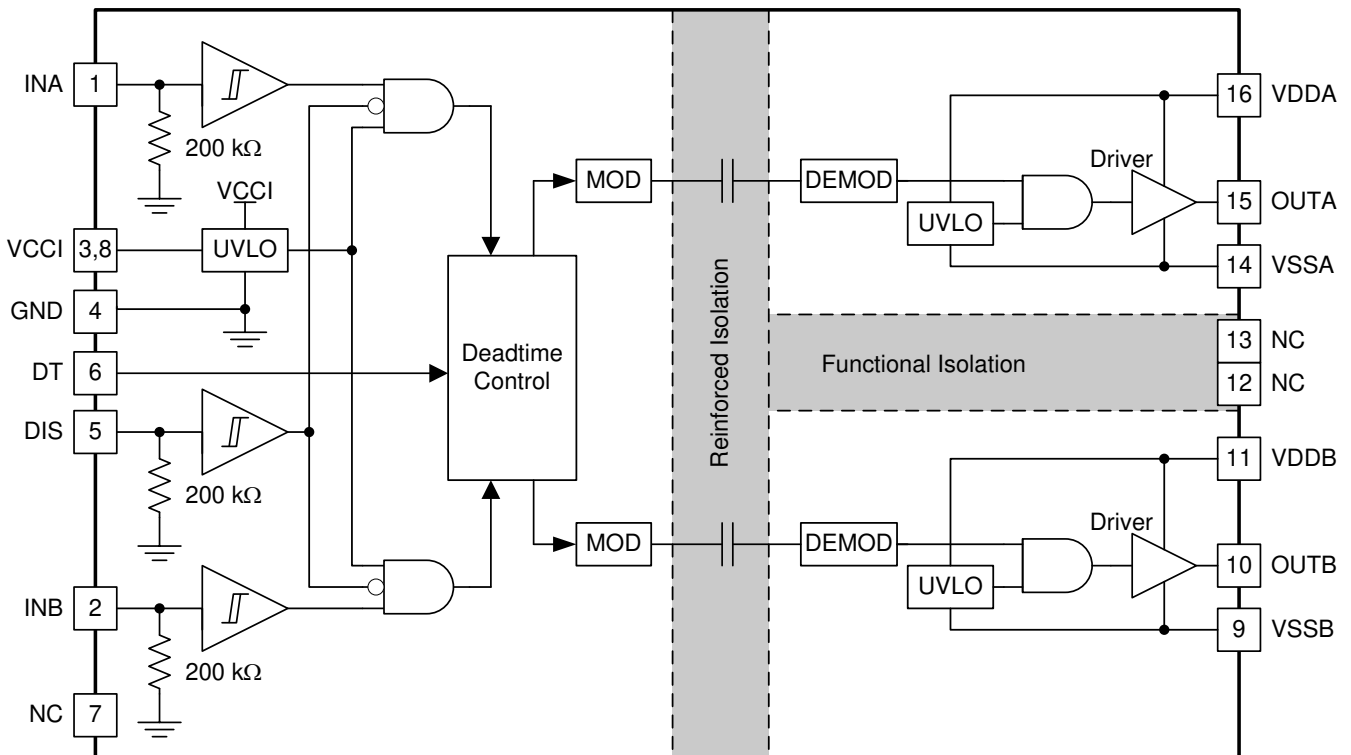 INA
1
200 kΩ
VCCI
VCCI
3,8
UVLO
GND
4
DT
6
DIS
5
200 kΩ
INB
2
200 kΩ
NC
7
Deadtime
Control
MOD
MOD
Reinforced Isolation
DEMOD
UVLO
Driver
16
VDDA
15
OUTA
14
VSSA
Functional Isolation
13
NC
12
NC
DEMOD
UVLO
Driver
11
VDDB
10
OUTB
9
VSSB